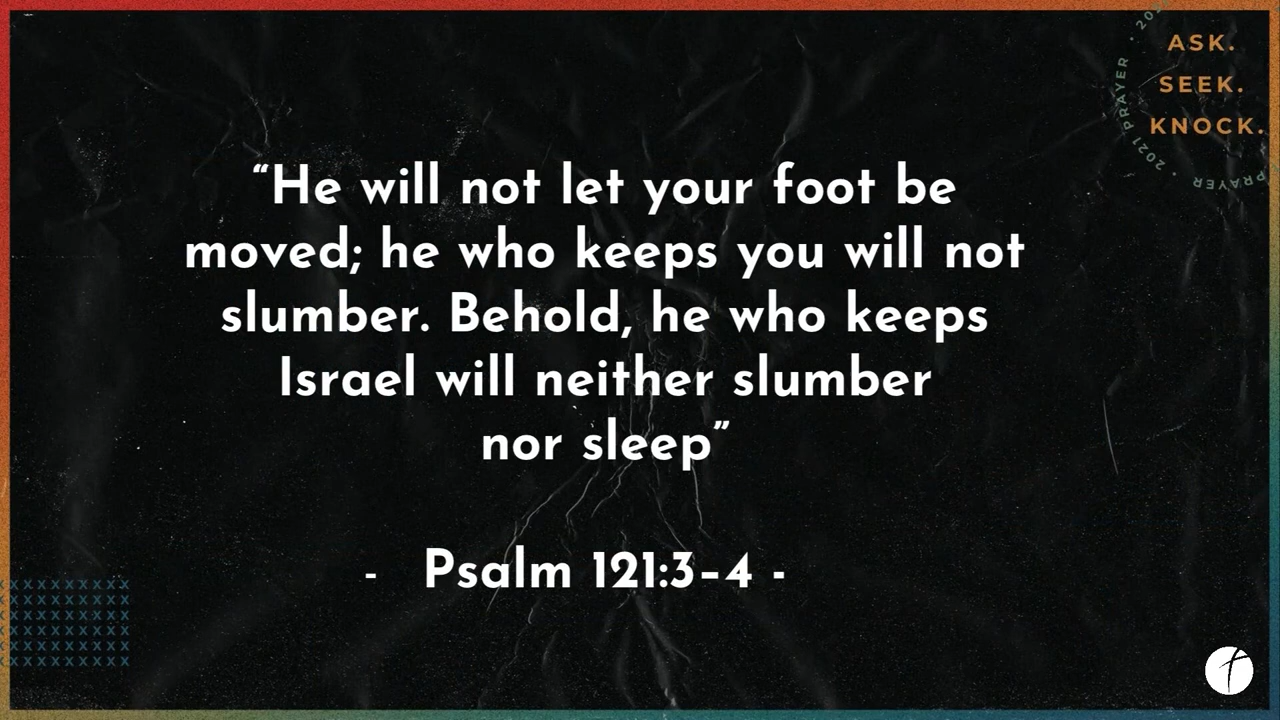 ASK.
SEEK.
KNOCK.
2021 PRAYER
PRAYER
“He will not let your foot be
moved; he who keeps you will not
slumber. Behold, he who keeps
Israel will neither slumber
nor sleep”
- Psalm 121:3–4 -
x x x x x x x x x x
x x x x x x x x x x
x x x x x x x x x x
x x x x x x x x x x
x x x x x x x x x x
x x x x x x x x x x